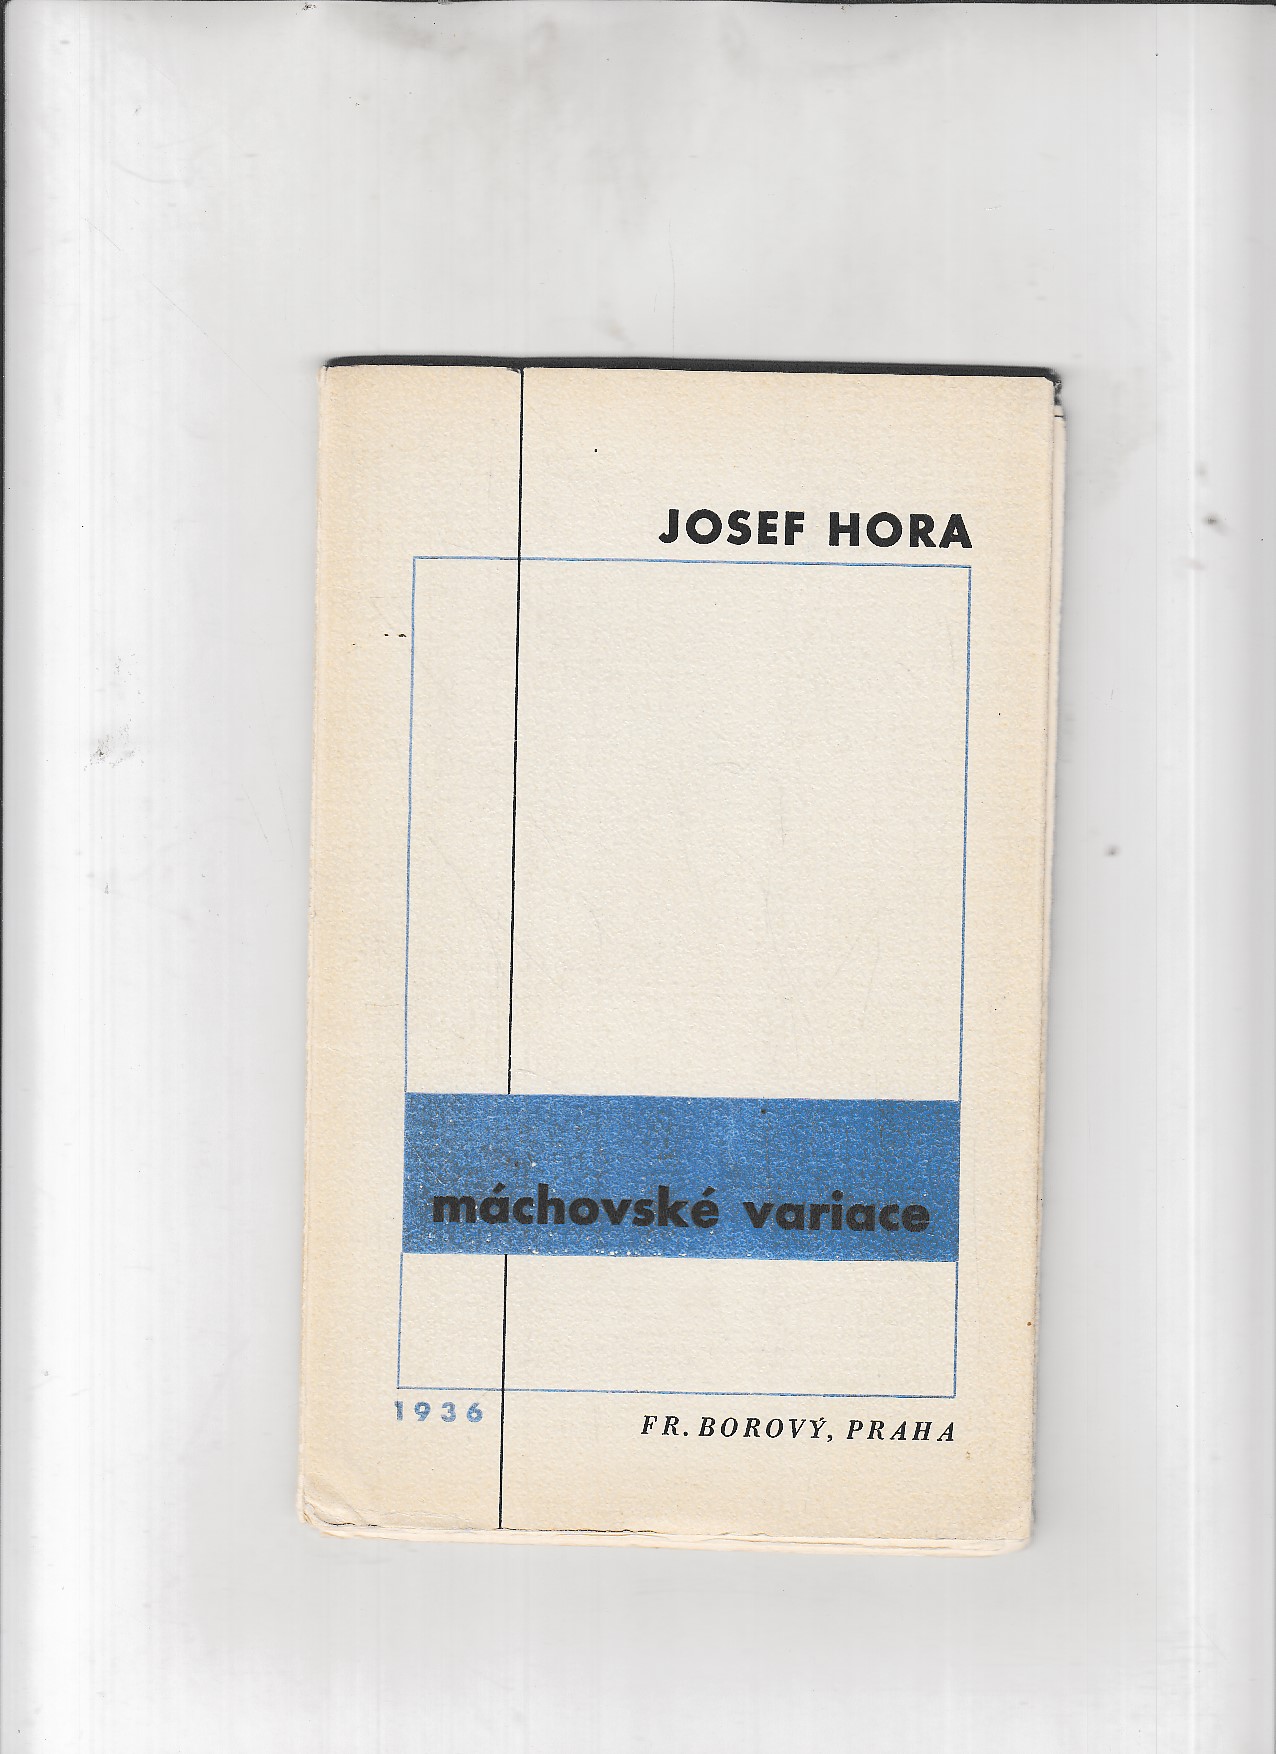 JOSEF HORA
máchovské variace
1936
FR. BOROVÝ, PRAHA